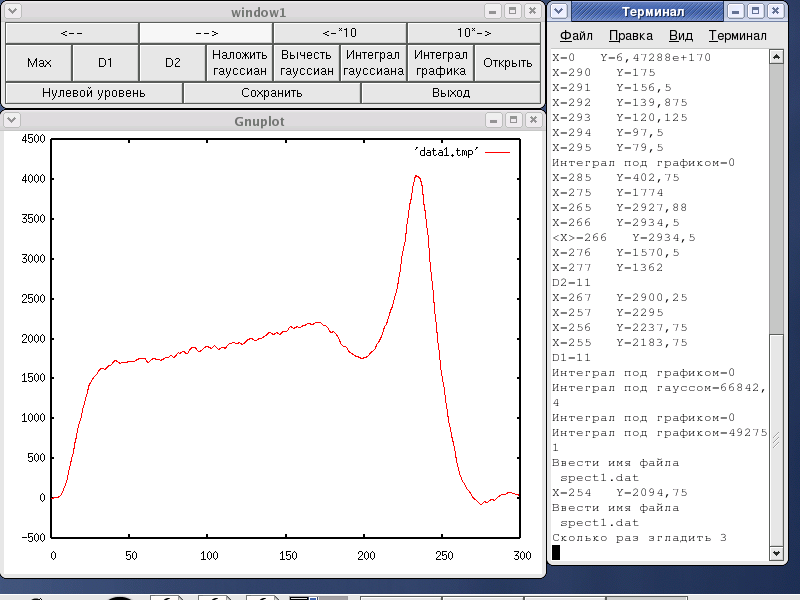 window1
<-- --> <-*10 10*->
Max D1 D2 Наложить гауссиан Вычесть гауссиан Интеграл гауссиана Интеграл графика Открыть
Нулевой уровень Сохранить Выход
Gnuplot
'data1.tmp'
4500
4000
3500
3000
2500
2000
1500
1000
500
0
-500
0 50 100 150 200 250 300
Терминал
Файл Правка Вид Терминал
X=0 Y=6,47288e+170
X=290 Y=175
X=291 Y=156,5
X=292 Y=139,875
X=293 Y=120,125
X=294 Y=97,5
X=295 Y=79,5
Интеграл под графиком=0
X=285 Y=402,75
X=275 Y=1774
X=265 Y=2927,88
X=266 Y=2934,5
<X>=266 Y=2934,5
X=276 Y=1570,5
X=277 Y=1362
D2=11
X=267 Y=2900,25
X=257 Y=2295
X=256 Y=2237,75
X=255 Y=2183,75
D1=11
Интеграл под графиком=0
Интеграл под гауссом=66842,
4
Интеграл под графиком=0
Интеграл под графиком=49275
1
Ввести имя файла
spect1.dat
X=254 Y=2094,75
Ввести имя файла
spect1.dat
Сколько раз згладить 3